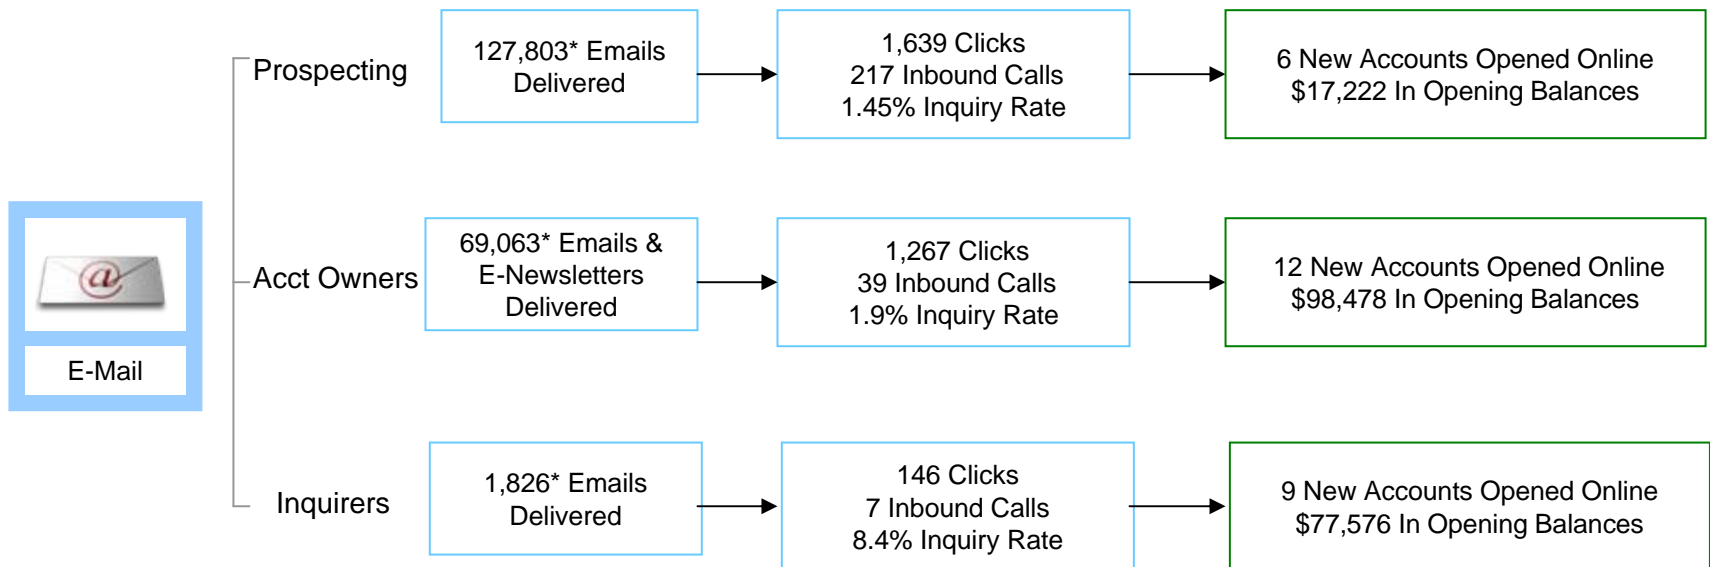 Prospecting
127,803* Emails
Delivered
1,639 Clicks
217 Inbound Calls
1.45% Inquiry Rate
6 New Accounts Opened Online
$17,222 In Opening Balances
@
E-Mail
Acct Owners
69,063* Emails &
E-Newsletters
Delivered
1,267 Clicks
39 Inbound Calls
1.9% Inquiry Rate
12 New Accounts Opened Online
$98,478 In Opening Balances
Inquirers
1,826* Emails
Delivered
146 Clicks
7 Inbound Calls
8.4% Inquiry Rate
9 New Accounts Opened Online
$77,576 In Opening Balances